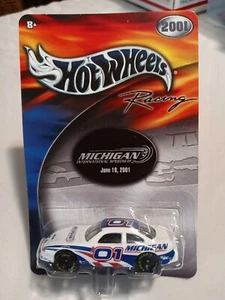 8+
2001
Hot Wheels
Racing
MICHIGAN
INTERNATIONAL SPEEDWAY
June 10, 2001
01
MICHIGAN